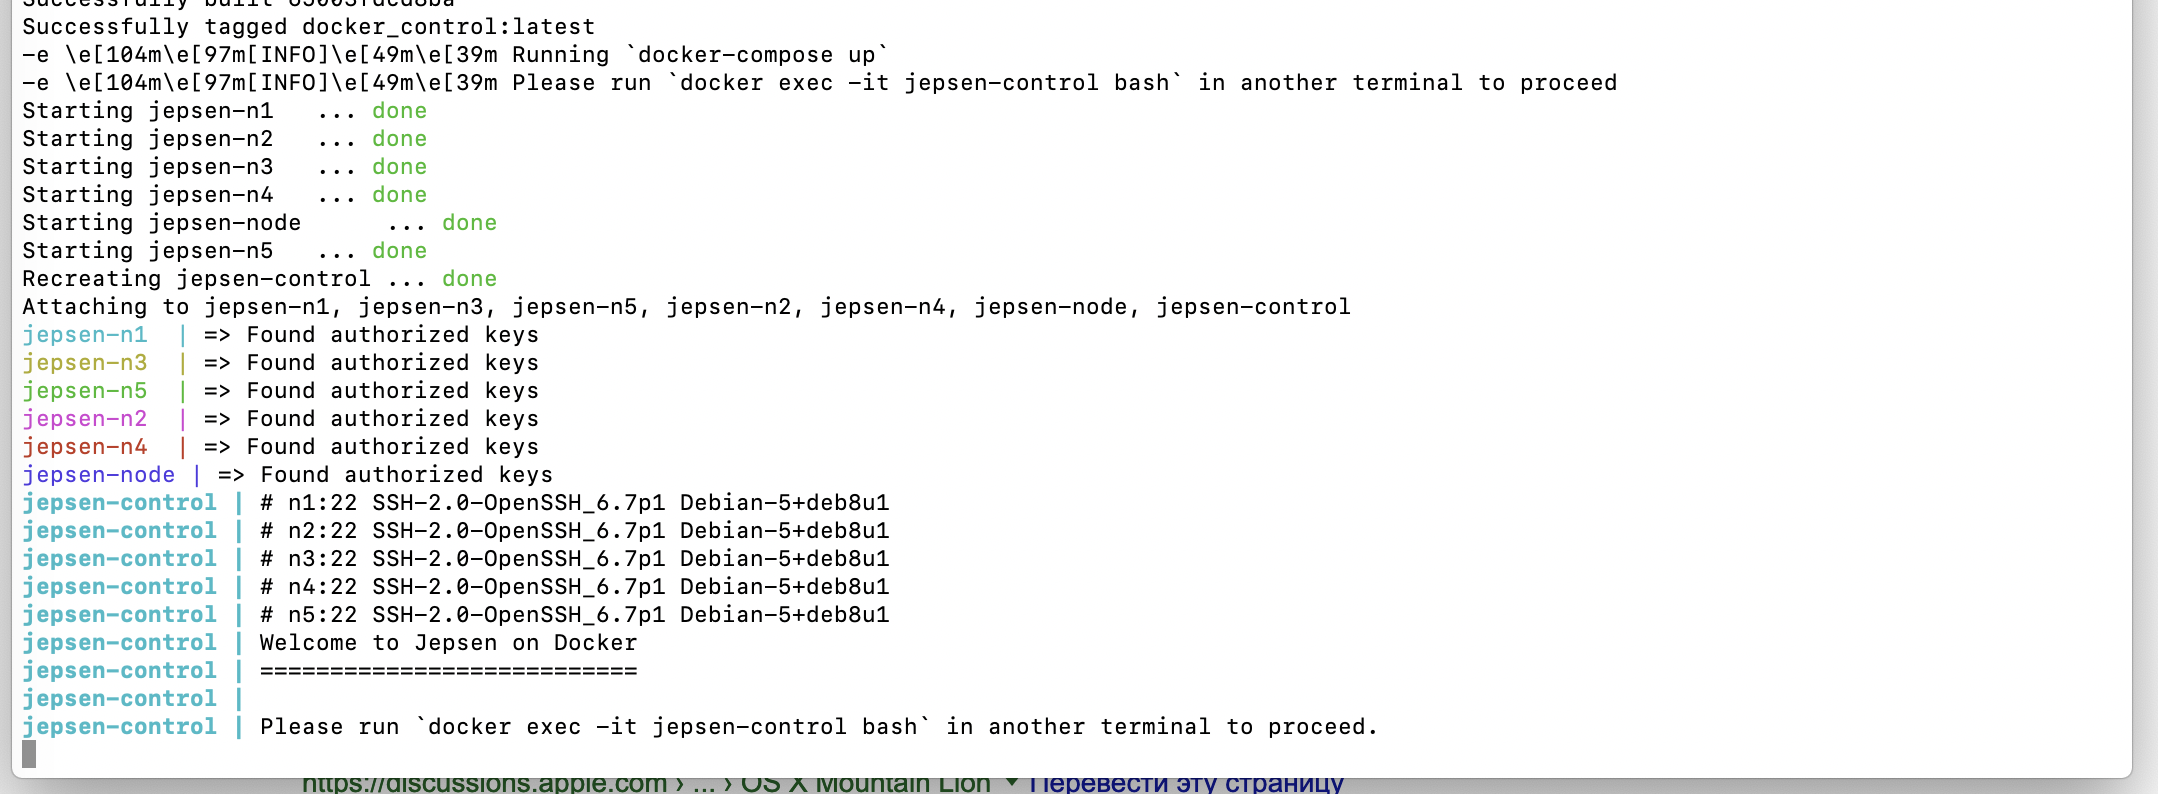 Successfully built
Successfully tagged docker_control:latest
-e \e[104m\e[97m[INFO]\e[49m\e[39m Running `docker-compose up`
-e \e[104m\e[97m[INFO]\e[49m\e[39m Please run `docker exec -it jepsen-control bash` in another terminal to proceed
Starting jepsen-n1   ... done
Starting jepsen-n2   ... done
Starting jepsen-n3   ... done
Starting jepsen-n4   ... done
Starting jepsen-node      ... done
Starting jepsen-n5   ... done
Recreating jepsen-control ... done
Attaching to jepsen-n1, jepsen-n3, jepsen-n5, jepsen-n2, jepsen-n4, jepsen-node, jepsen-control
jepsen-n1  | => Found authorized keys
jepsen-n3  | => Found authorized keys
jepsen-n5  | => Found authorized keys
jepsen-n2  | => Found authorized keys
jepsen-n4  | => Found authorized keys
jepsen-node | => Found authorized keys
jepsen-control | # n1:22 SSH-2.0-OpenSSH_6.7p1 Debian-5+deb8u1
jepsen-control | # n2:22 SSH-2.0-OpenSSH_6.7p1 Debian-5+deb8u1
jepsen-control | # n3:22 SSH-2.0-OpenSSH_6.7p1 Debian-5+deb8u1
jepsen-control | # n4:22 SSH-2.0-OpenSSH_6.7p1 Debian-5+deb8u1
jepsen-control | # n5:22 SSH-2.0-OpenSSH_6.7p1 Debian-5+deb8u1
jepsen-control | Welcome to Jepsen on Docker
jepsen-control | ===========================
jepsen-control |
jepsen-control | Please run `docker exec -it jepsen-control bash` in another terminal to proceed.
https://discussions.apple.com › ... › OS X Mountain Lion ▾ Перевести эту страницу